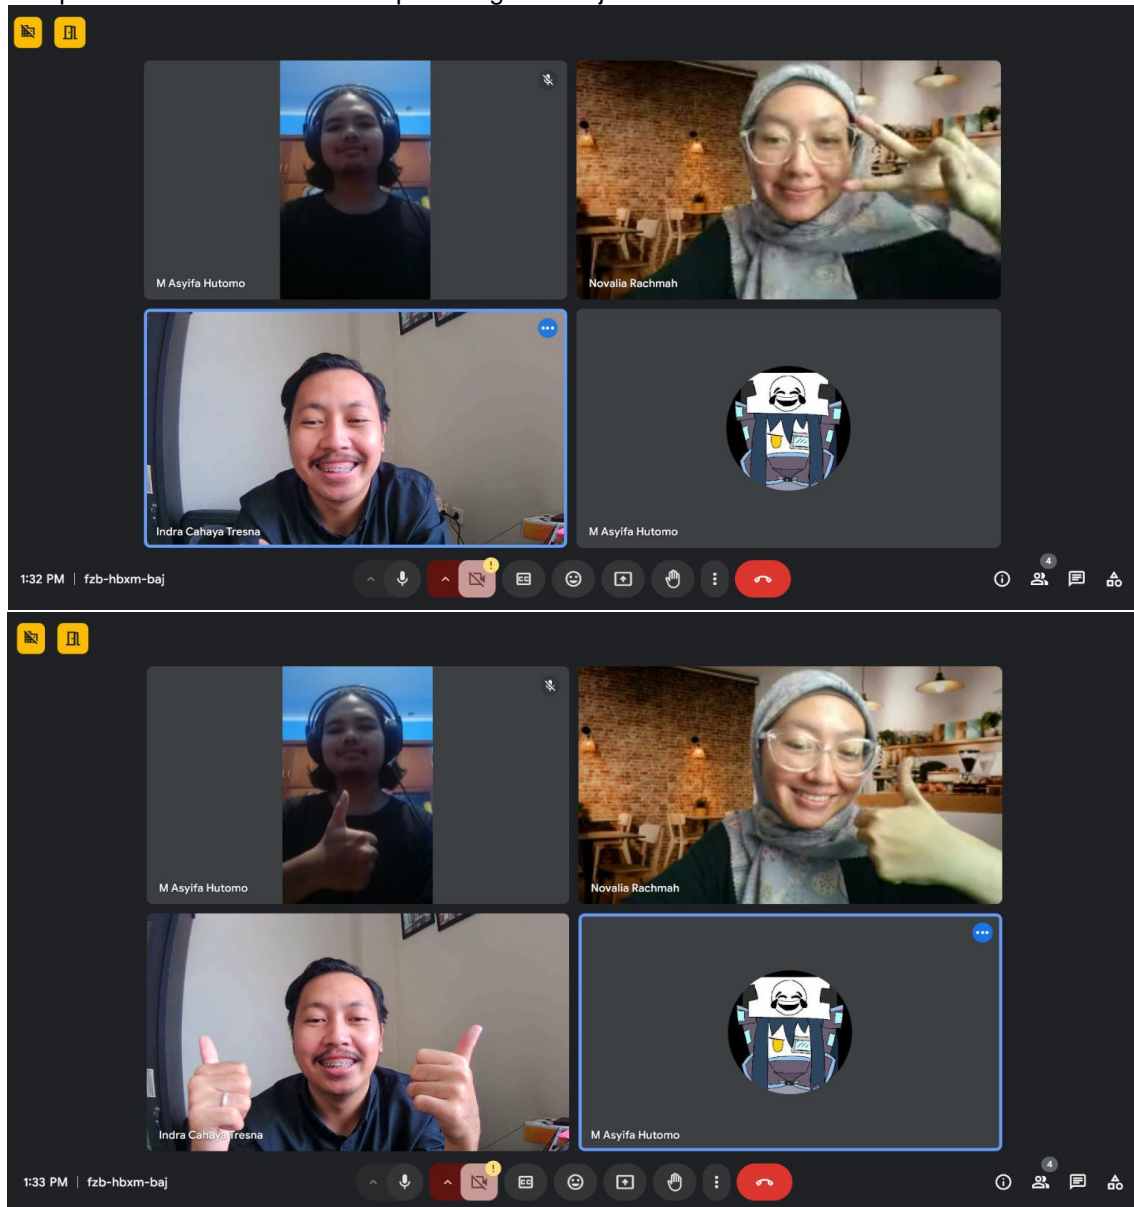 M Asyifa Hutomo
Novalia Rachmah
Indra Cahaya Tresna
M Asyifa Hutomo
1:32 PM | fzb-hbxm-baj
4
M Asyifa Hutomo
Novalia Rachmah
Indra Cahaya Tresna
M Asyifa Hutomo
1:33 PM | fzb-hbxm-baj
4